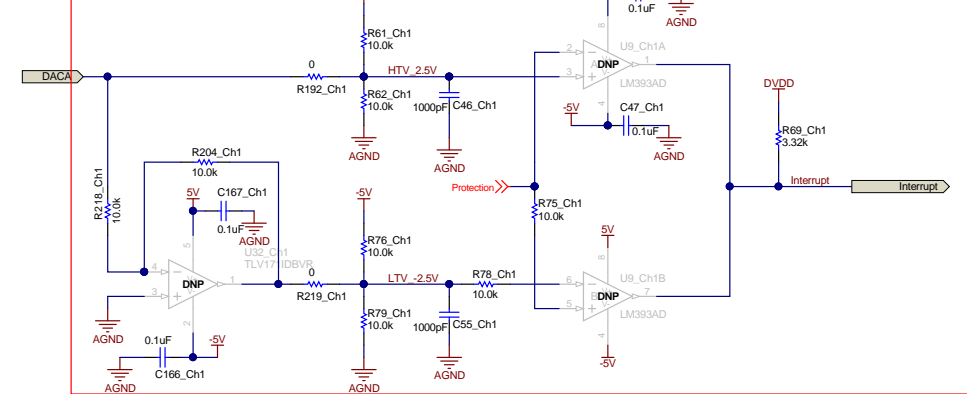 0.1uF
AGND
R61_Ch1
10.0k
U9_Ch1A
DACA
0
HTV_2.5V
2
3
A
DNP
V+
V-
1
8
4
R192_Ch1
R62_Ch1
10.0k
1000pF
C46_Ch1
LM393AD
-5V
C47_Ch1
0.1uF
AGND
DVDD
R69_Ch1
3.32k
AGND
AGND
R204_Ch1
10.0k
R218_Ch1
10.0k
5V
C167_Ch1
0.1uF
AGND
-5V
Protection
R75_Ch1
10.0k
Interrupt
Interrupt
U32_Ch1
TLV171IDBVR
R76_Ch1
10.0k
5V
5
4
3
DNP
1
2
0
R219_Ch1
LTV_-2.5V
R78_Ch1
10.0k
8
6
5
B
DNP
7
4
U9_Ch1B
LM393AD
AGND
R79_Ch1
10.0k
1000pF
C55_Ch1
0.1uF
-5V
C166_Ch1
-5V
AGND
AGND
AGND